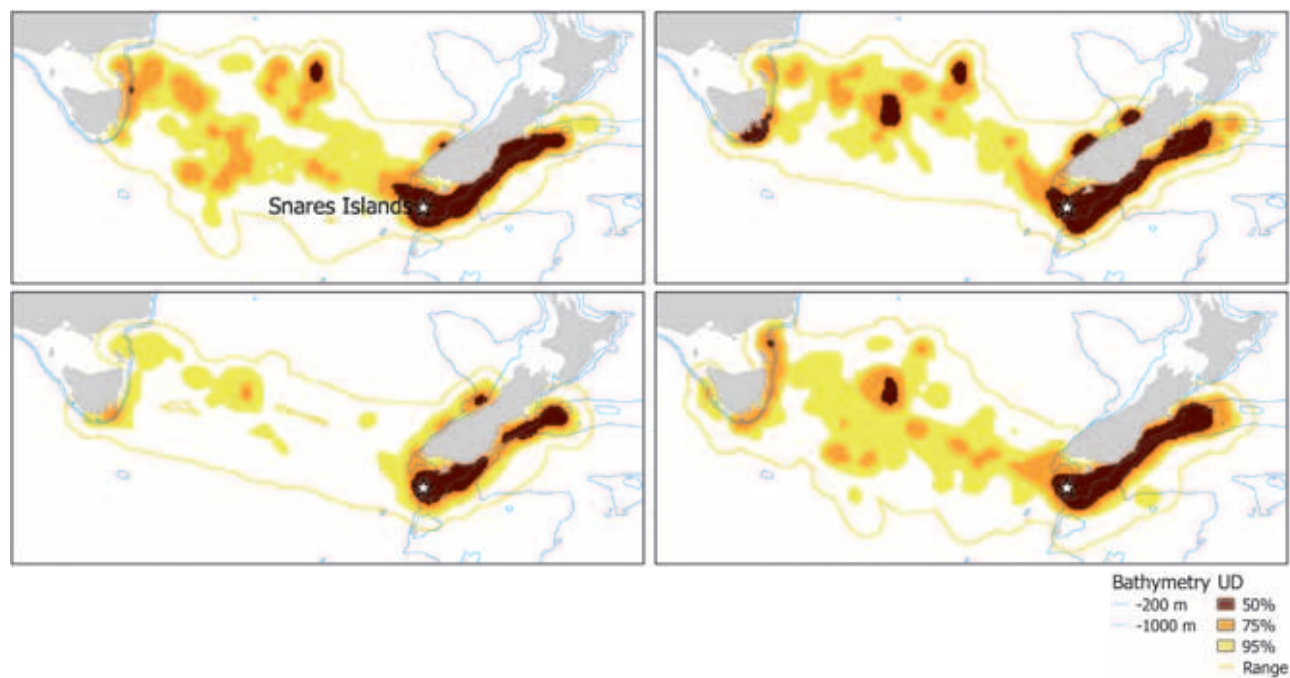 Snares Islands
Bathymetry UD
-200 m 50%
-1000 m 75%
95%
Range